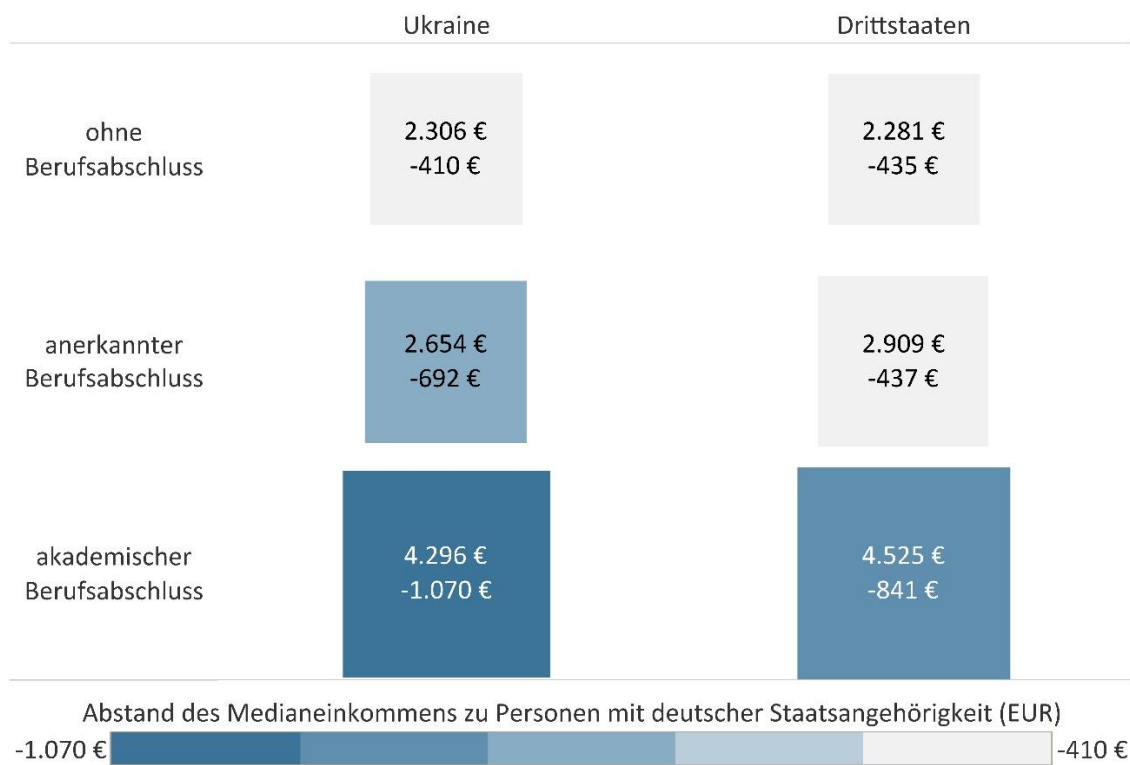 Ukraine Drittstaaten
ohne
Berufsabschluss
2.306 €
-410 €
2.281 €
-435 €
anerkannter
Berufsabschluss
2.654 €
-692 €
2.909 €
-437 €
akademischer
Berufsabschluss
4.296 €
-1.070 €
4.525 €
-841 €
Abstand des Medianeinkommens zu Personen mit deutscher Staatsangehörigkeit (EUR)
-1.070 € -410 €